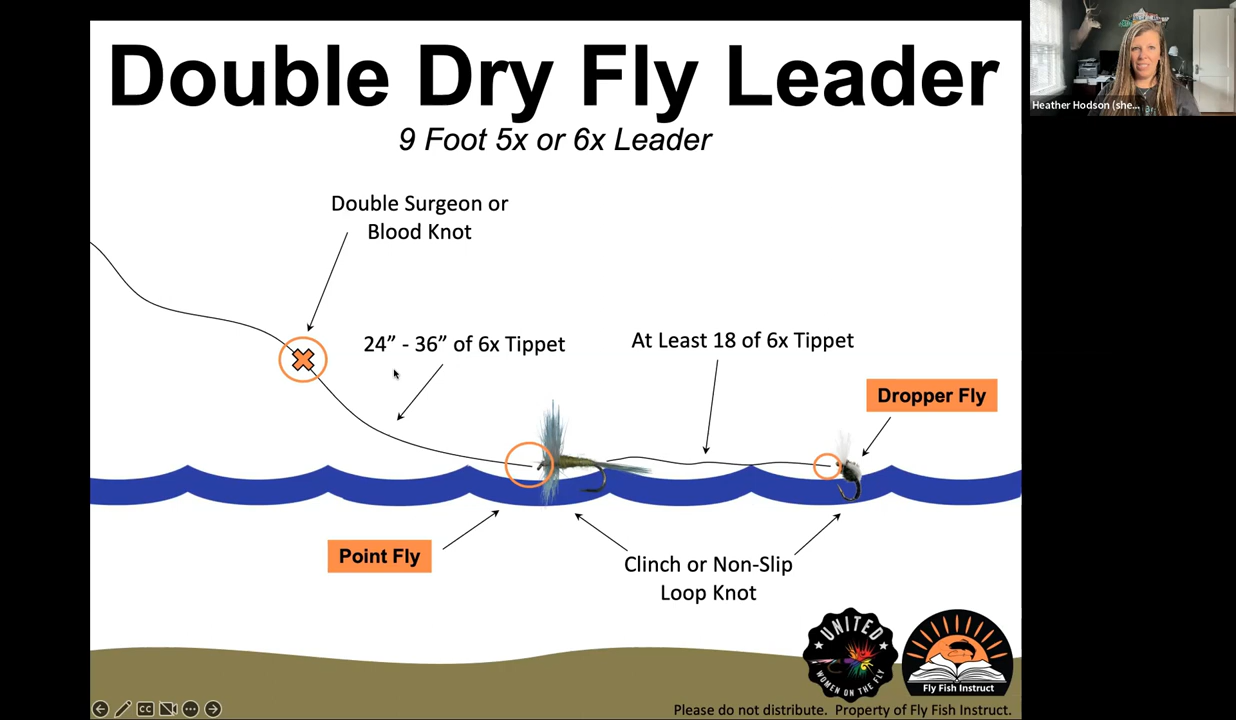 Double Dry Fly Leader
9 Foot 5x or 6x Leader
Heather Hodson (she...
Double Surgeon or
Blood Knot
24” - 36” of 6x Tippet
At Least 18 of 6x Tippet
Dropper Fly
Point Fly
Clinch or Non-Slip
Loop Knot
UNITED
WOMEN ON THE FLY
Fly Fish Instruct
CC
Please do not distribute. Property of Fly Fish Instruct.